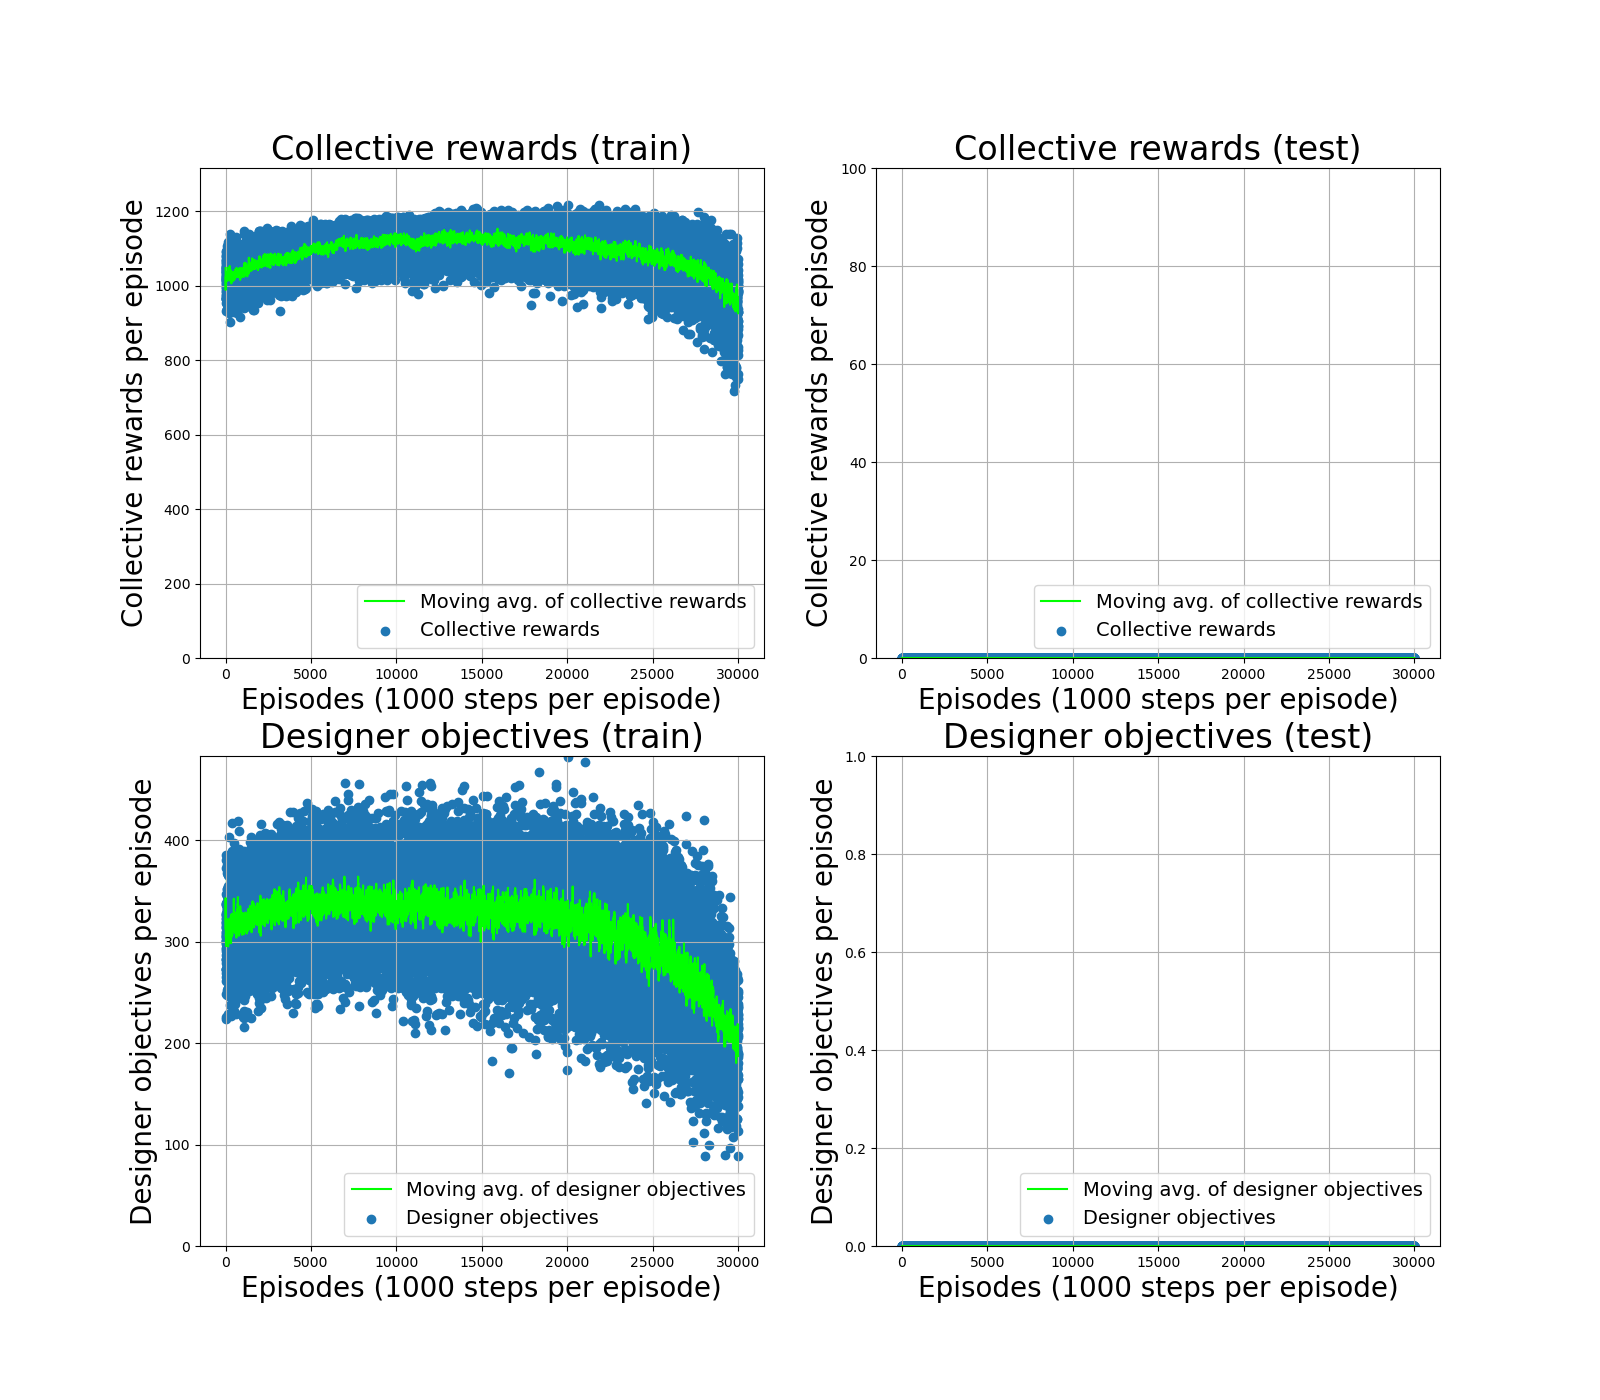 Collective rewards (train)
Collective rewards per episode
1200
1000
800
600
400
200
0
0 5000 10000 15000 20000 25000 30000
Episodes (1000 steps per episode)
Moving avg. of collective rewards
Collective rewards
Collective rewards (test)
Collective rewards per episode
100
80
60
40
20
0
0 5000 10000 15000 20000 25000 30000
Episodes (1000 steps per episode)
Moving avg. of collective rewards
Collective rewards
Designer objectives (train)
Designer objectives per episode
400
300
200
100
0
0 5000 10000 15000 20000 25000 30000
Episodes (1000 steps per episode)
Moving avg. of designer objectives
Designer objectives
Designer objectives (test)
Designer objectives per episode
1.0
0.8
0.6
0.4
0.2
0.0
0 5000 10000 15000 20000 25000 30000
Episodes (1000 steps per episode)
Moving avg. of designer objectives
Designer objectives